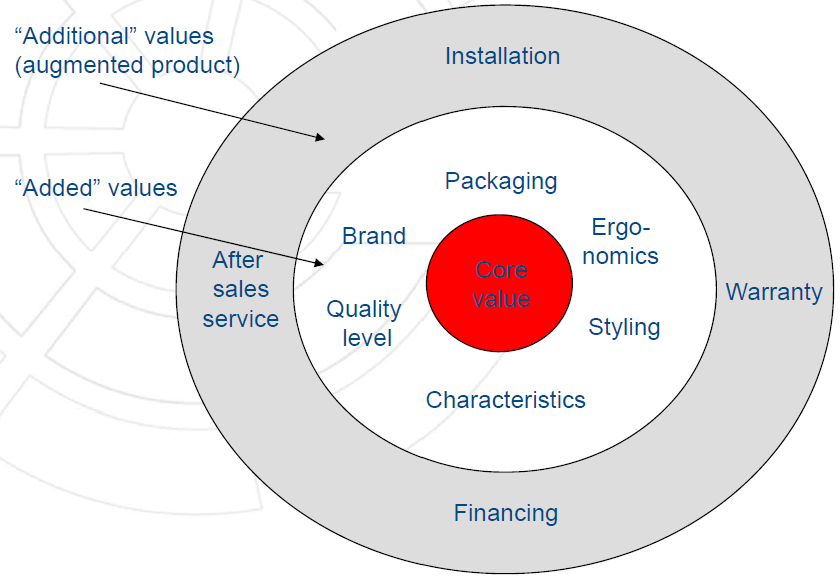 “Additional” values
(augmented product)
Installation
“Added” values
Packaging
Brand
Ergo-
nomics
After
sales
service
Core
value
Warranty
Quality
level
Styling
Characteristics
Financing